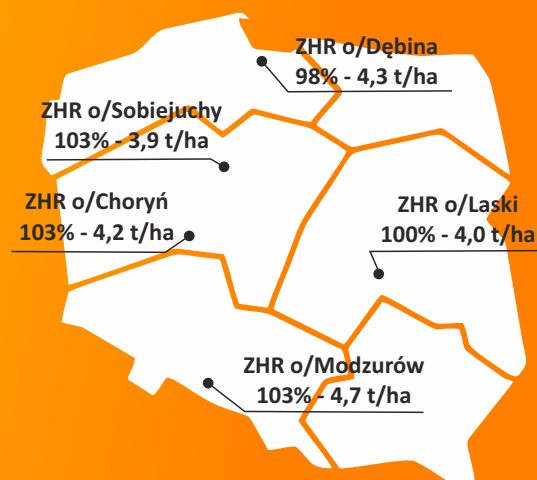 ZHR o/Dębina
98% - 4,3 t/ha
ZHR o/Sobiejuchy
103% - 3,9 t/ha
ZHR o/Choryń
103% - 4,2 t/ha
ZHR o/Laski
100% - 4,0 t/ha
ZHR o/Modzurów
103% - 4,7 t/ha